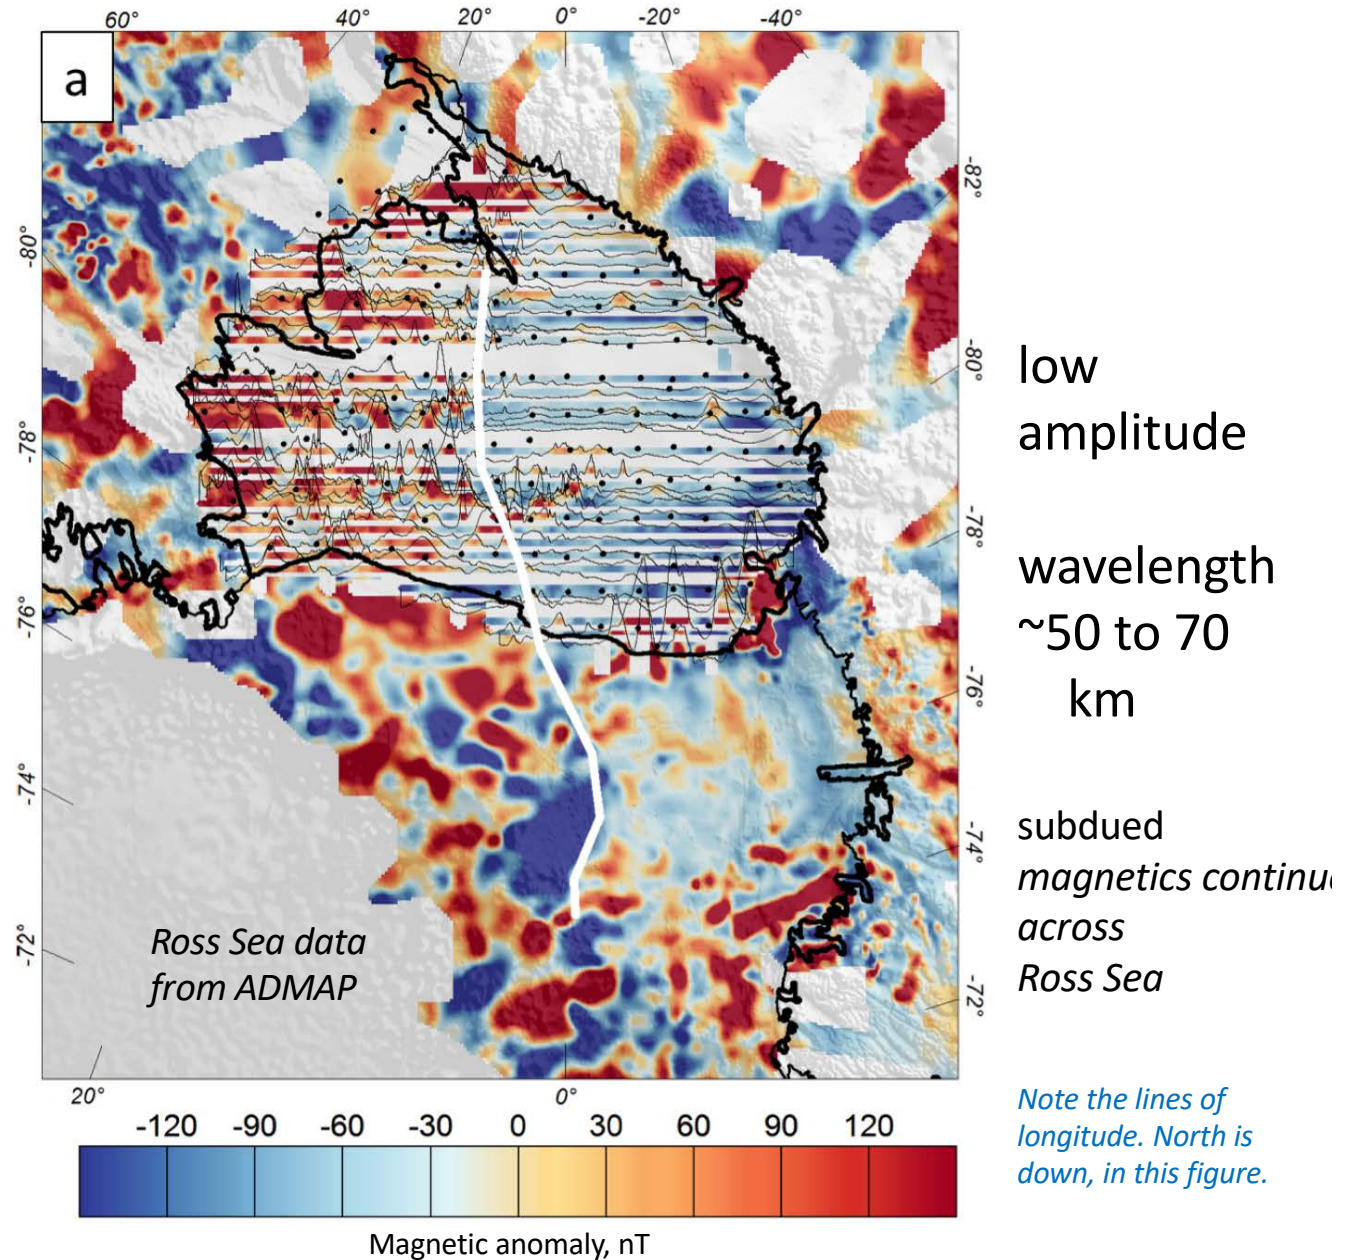 60° 40° 20° 0° -20° -40°
a
-82°
-80°
-80°
-78°
-78°
-76°
-76°
-74°
-74°
-72°
-72°
low
amplitude
wavelength
~50 to 70
km
subdued
magnetics continu
across
Ross Sea
Ross Sea data
from ADMAP
Note the lines of
longitude. North is
down, in this figure.
20° 0°
-120 -90 -60 -30 0 30 60 90 120
Magnetic anomaly, nT